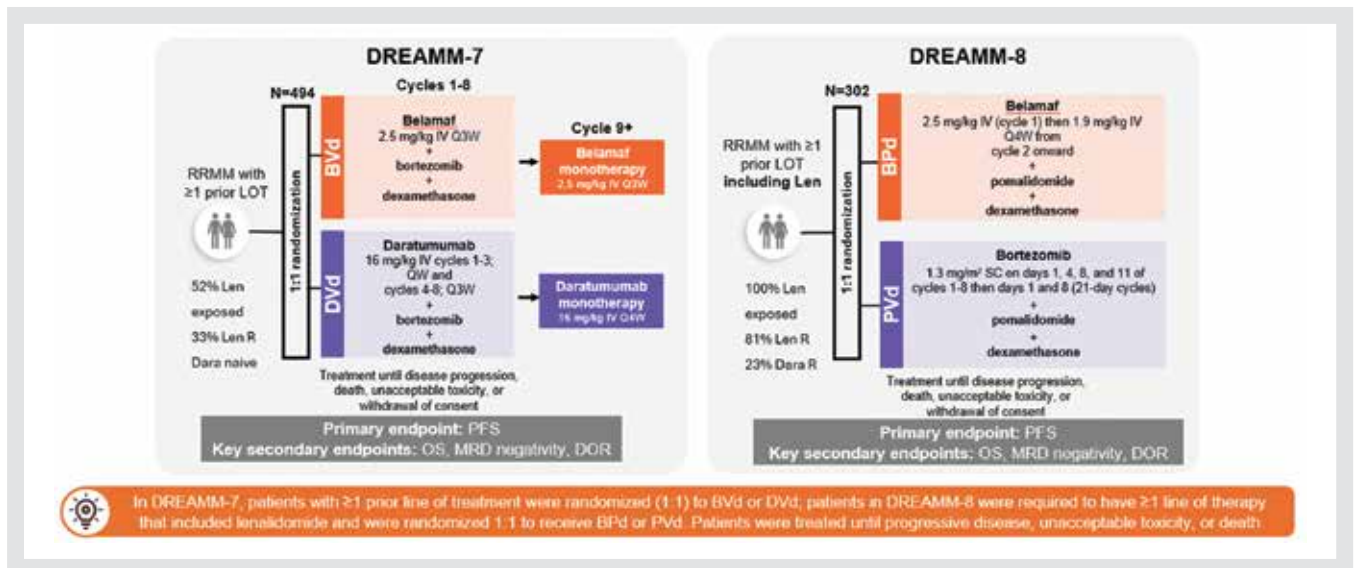 DREAMM-7
Cycles 1-8
N=494
RRMM with
≥1 prior LOT
52% Len
exposed
33% Len R
Dara naive
1:1 randomization
BVd
Belamaf
2.5 mg/kg IV Q3W
+
bortezomib
+
dexamethasone
Cycle 9+
Belamaf
monotherapy
2.5 mg/kg IV Q3W
DVd
Daratumumab
16 mg/kg IV cycles 1-3;
QW and
cycles 4-8; Q3W
+
bortezomib
+
dexamethasone
Daratumumab
monotherapy
16 mg/kg IV Q4W
Treatment until disease progression,
death, unacceptable toxicity, or
withdrawal of consent
Primary endpoint: PFS
Key secondary endpoints: OS, MRD negativity, DOR
DREAMM-8
N=302
RRMM with ≥1
prior LOT
including Len
100% Len
exposed
81% Len R
23% Dara R
1:1 randomization
BPd
Belamaf
2.5 mg/kg IV (cycle 1) then 1.9 mg/kg IV
Q4W from
cycle 2 onward
+
pomalidomide
+
dexamethasone
PVd
Bortezomib
1.3 mg/m² SC on days 1, 4, 8, and 11 of
cycles 1-8 then days 1 and 8 (21-day cycles)
+
pomalidomide
+
dexamethasone
Treatment until disease progression,
death, unacceptable toxicity, or
withdrawal of consent
Primary endpoint: PFS
Key secondary endpoints: OS, MRD negativity, DOR
In DREAMM-7, patients with ≥1 prior line of treatment were randomized (1:1) to BVd or DVd; patients in DREAMM-8 were required to have ≥1 line of therapy
that included lenalidomide and were randomized 1:1 to receive BPd or PVd. Patients were treated until progressive disease, unacceptable toxicity, or death